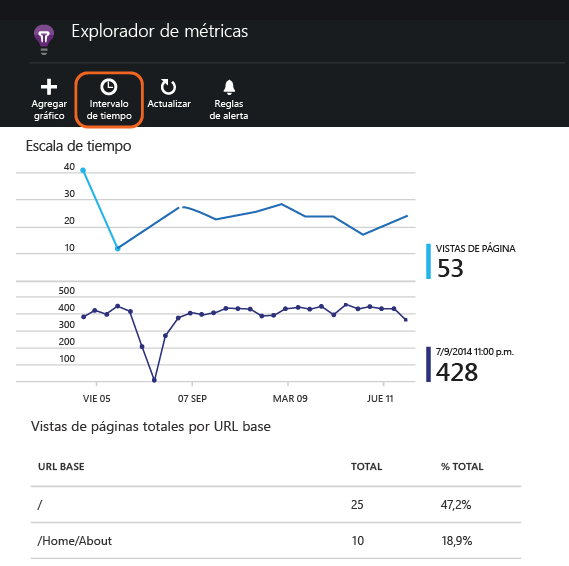 Explorador de métricas
Agregar gráfico
Intervalo de tiempo
Actualizar
Reglas de alerta
Escala de tiempo
40
30
20
10
VISTAS DE PÁGINA
53
500
400
300
200
100
7/9/2014 11:00 p.m.
428
VIE 05 07 SEP MAR 09 JUE 11
Vistas de páginas totales por URL base
URL BASE TOTAL % TOTAL
/ 25 47,2%
/Home/About 10 18,9%